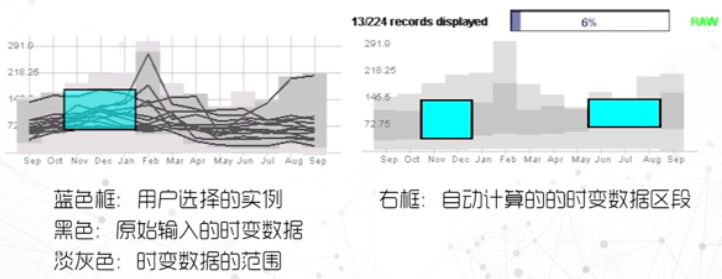 13/224 records displayed 6% RAW
291.0
218.25
145.5
72.75
Sep Oct Nov Dec Jan Feb Mar Apr May Jun Jul Aug Sep
291.0
218.25
72
Sep Oct Nov Dec Jan Feb Mar Apr May Jun Jul Aug Sep
蓝色框：用户选择的实例
黑色：原始输入的时变数据
淡灰色：时变数据的范围
右框：自动计算的的时变数据区段